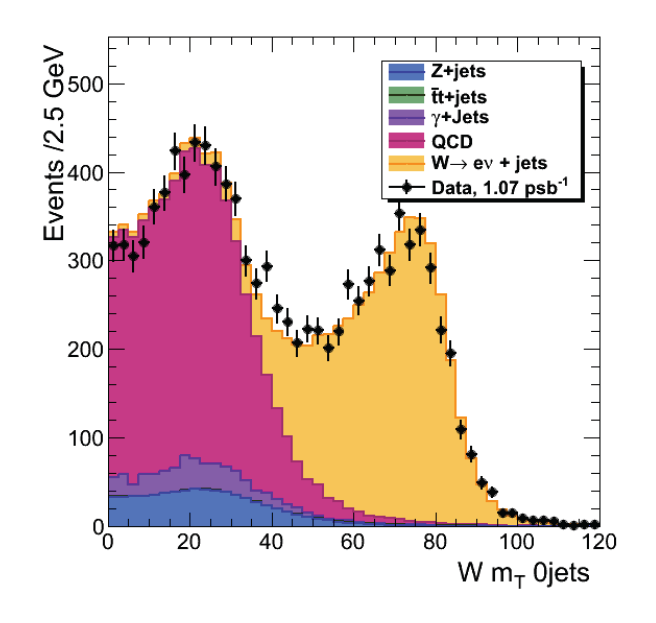 Events /2.5 GeV
500
400
300
200
100
0
Z+jets
t̄t+jets
γ+Jets
QCD
W→ eν + jets
Data, 1.07 psb⁻¹
0 20 40 60 80 100 120
W m_T 0jets